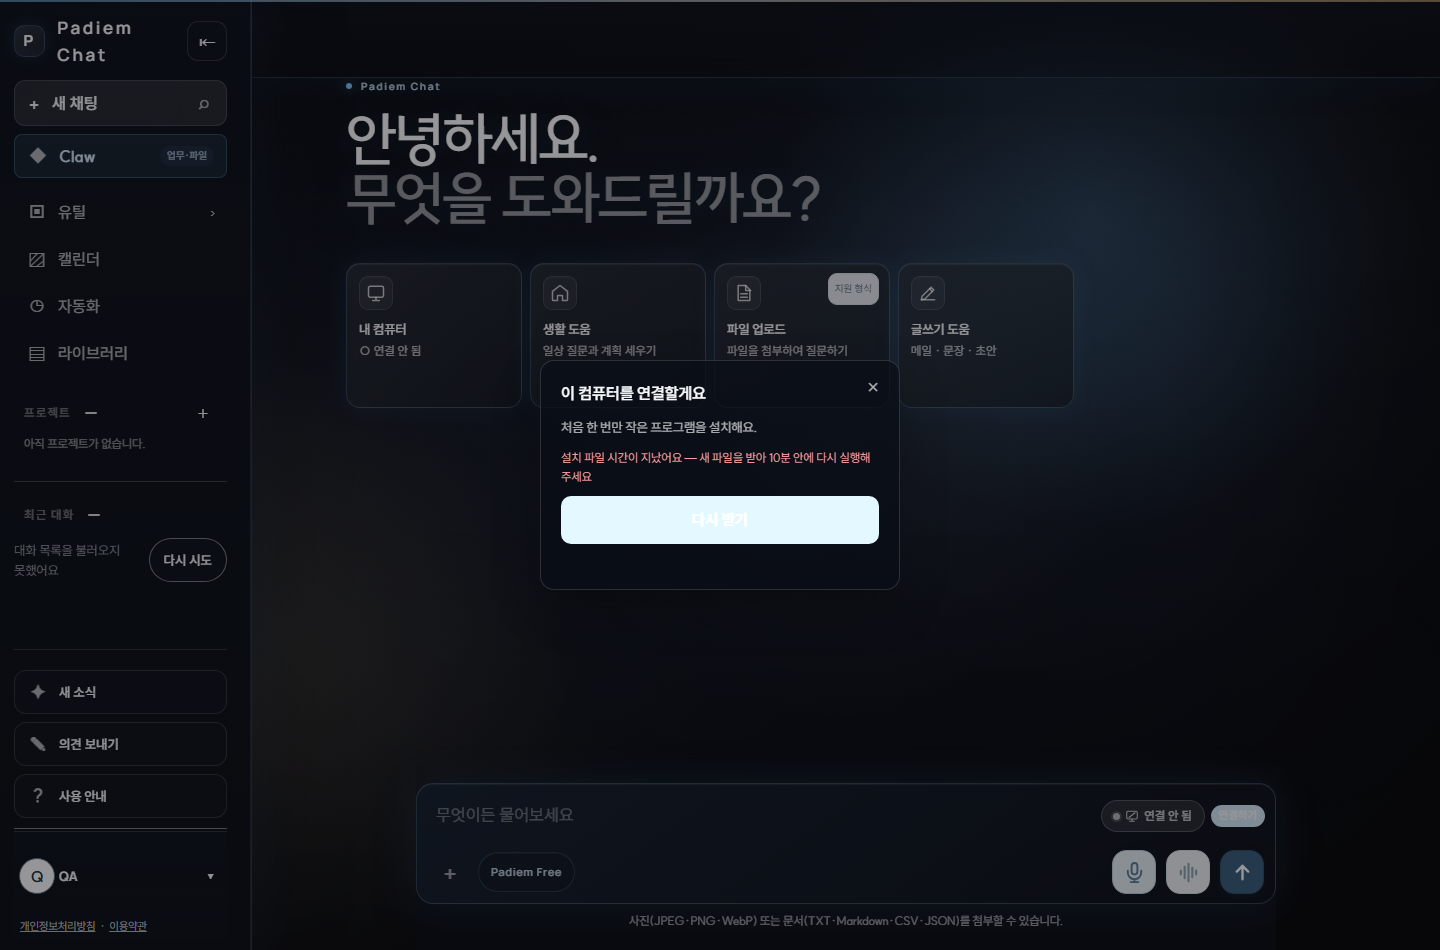 P
Padiem
Chat
새 채팅
Claw
업무·파일
유틸
캘린더
자동화
라이브러리
프로젝트
아직 프로젝트가 없습니다.
최근 대화
대화 목록을 불러오지
못했어요
다시 시도
새 소식
의견 보내기
? 사용 안내
Q QA
개인정보처리방침 · 이용약관
Padiem Chat
안녕하세요.
무엇을 도와드릴까요?
내 컴퓨터
연결 안 됨
생활 도움
일상 질문과 계획 세우기
지원 형식
파일 업로드
파일을 첨부하여 질문하기
글쓰기 도움
메일 · 문장 · 초안
이 컴퓨터를 연결할게요
처음 한 번만 작은 프로그램을 설치해요.
설치 파일 시간이 지났어요 — 새 파일을 받아 10분 안에 다시 실행해
주세요
다시 받기
무엇이든 물어보세요
연결 안 됨
연결하기
Padiem Free
사진(JPEG·PNG·WebP) 또는 문서(TXT·Markdown·CSV·JSON)를 첨부할 수 있습니다.